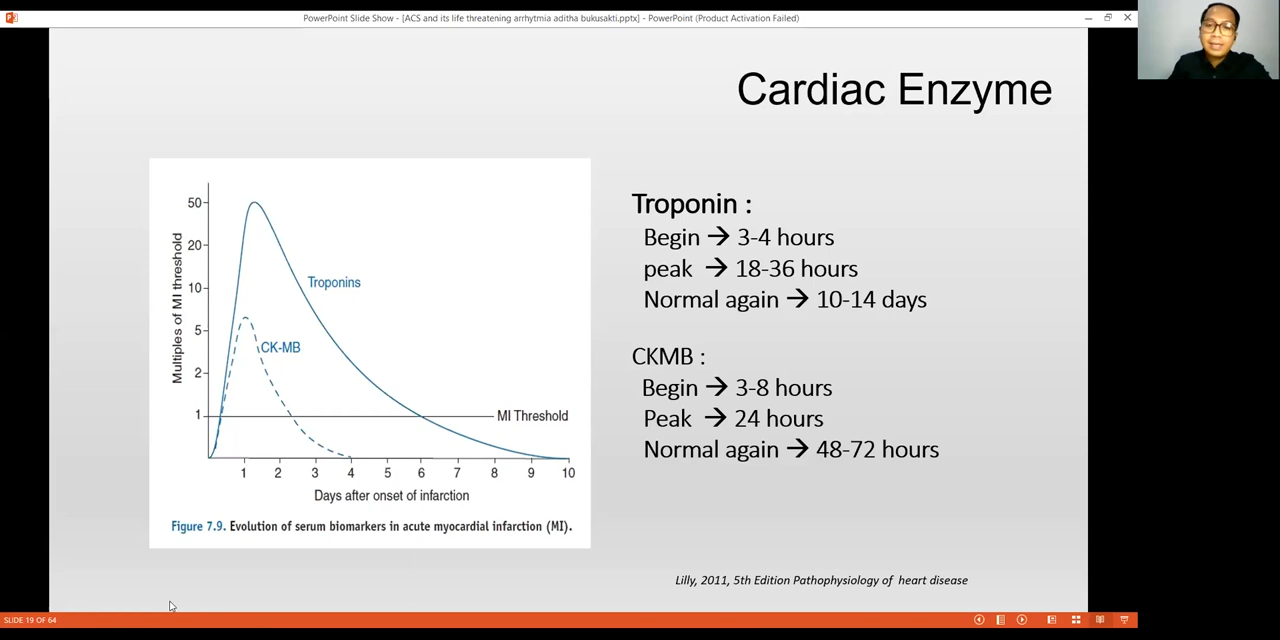 PowerPoint Slide Show - [ACS and its life threatening arrhytmia aditha bukusakti.pptx] - PowerPoint (Product Activation Failed)
Cardiac Enzyme
50
20
10
5
2
1
Multiples of MI threshold
Troponins
CK-MB
MI Threshold
1 2 3 4 5 6 7 8 9 10
Days after onset of infarction
Figure 7.9. Evolution of serum biomarkers in acute myocardial infarction (MI).
Troponin :
Begin → 3-4 hours
peak → 18-36 hours
Normal again → 10-14 days
CKMB :
Begin → 3-8 hours
Peak → 24 hours
Normal again → 48-72 hours
Lilly, 2011, 5th Edition Pathophysiology of heart disease
SLIDE 19 OF 64